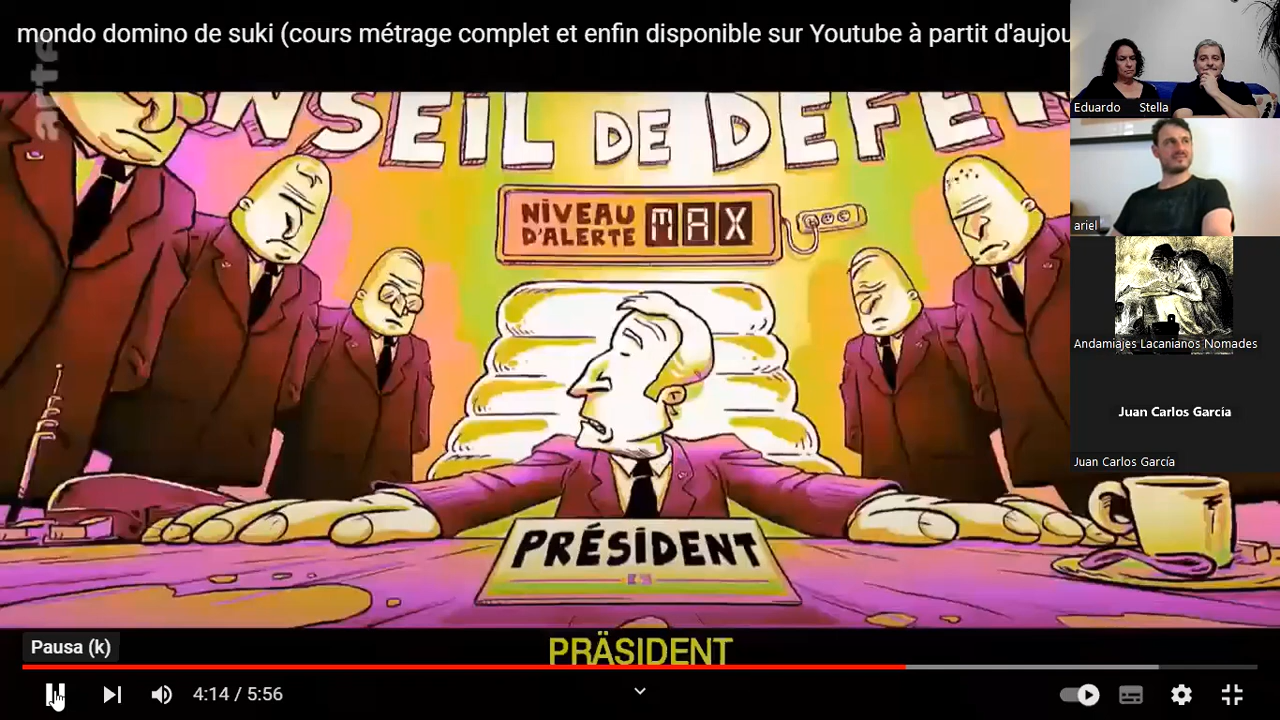 mondo domino de suki (cours métrage complet et enfin disponible sur Youtube à partit d'aujou
arte
NSEIL DE DÉFEN
NIVEAU
D'ALERTE MAX
PRÉSIDENT
PRÄSIDENT
Pausa (k)
4:14 / 5:56
Eduardo Stella
ariel
Andamiajes Lacanianos Nomades
Juan Carlos García
Juan Carlos García